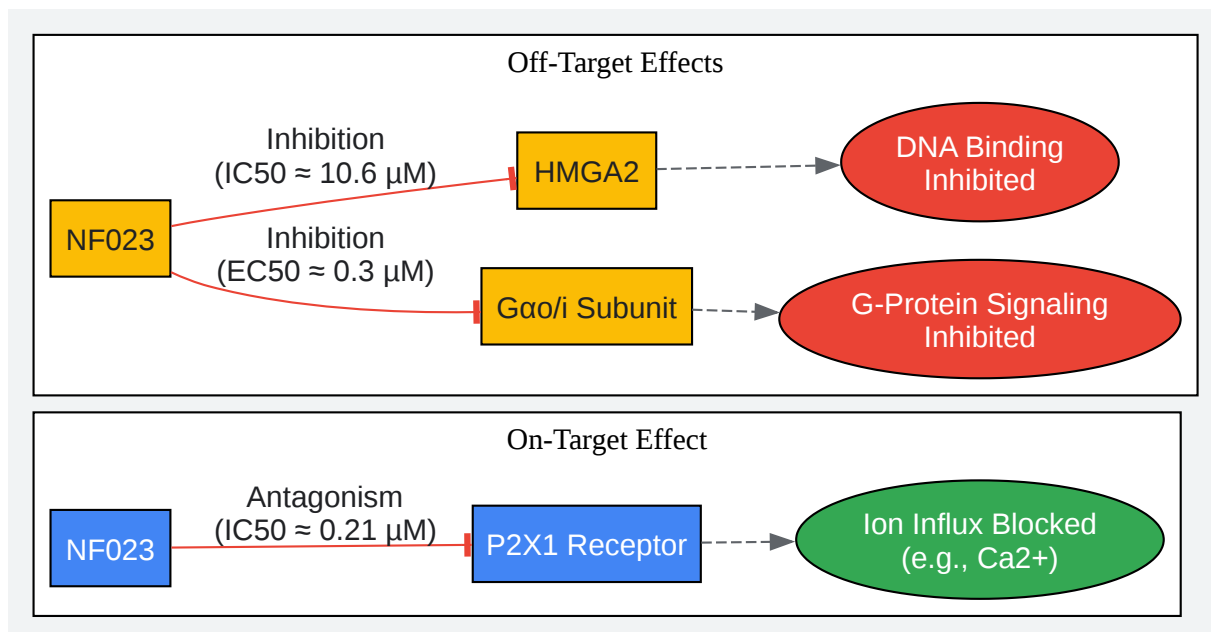 Off-Target Effects
Inhibition
(IC50 ≈ 10.6 µM)
HMGA2
DNA Binding
Inhibited
NF023
Inhibition
(EC50 ≈ 0.3 µM)
Gαo/i Subunit
G-Protein Signaling
Inhibited
On-Target Effect
NF023
Antagonism
(IC50 ≈ 0.21 µM)
P2X1 Receptor
Ion Influx Blocked
(e.g., Ca2+)